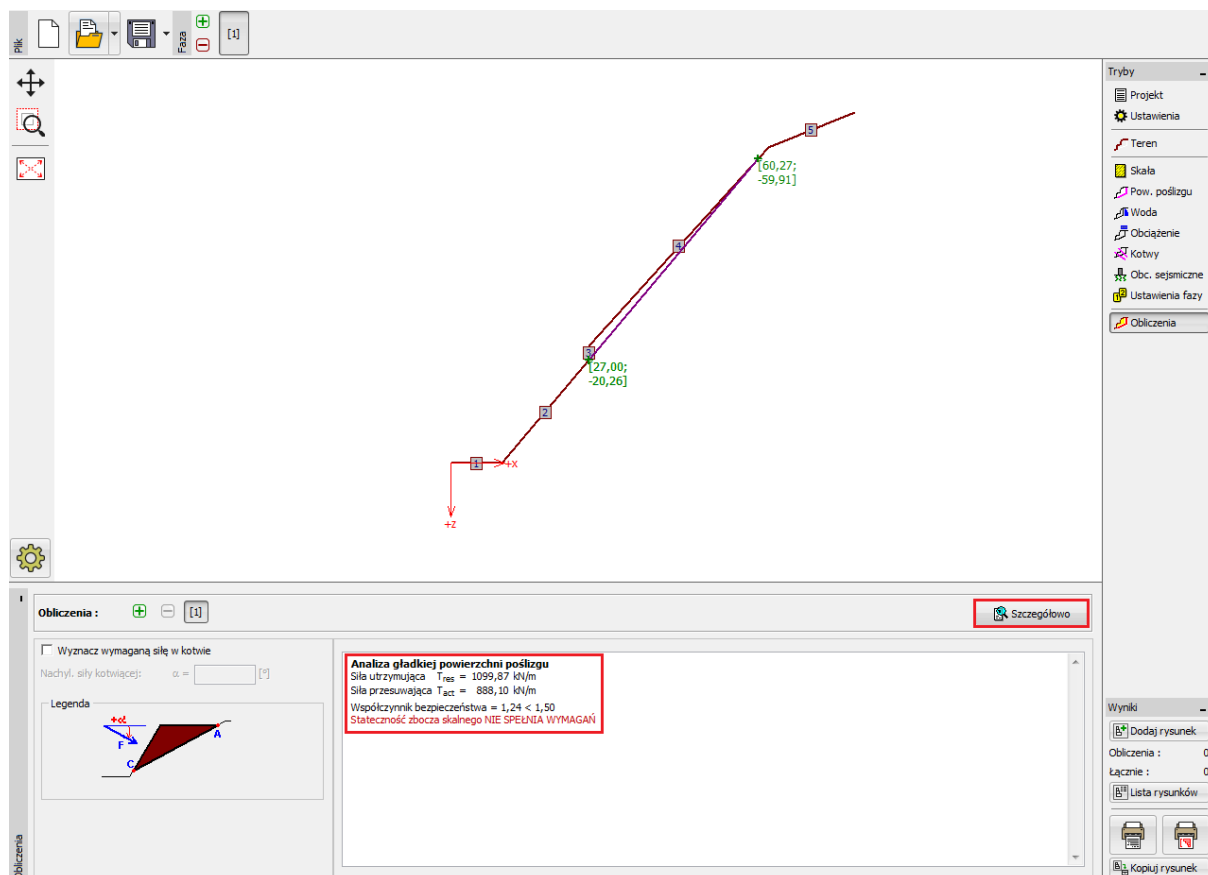 Plik
Faza
[1]
Tryby
Projekt
Ustawienia
Teren
Skała
Pow. poślizgu
Woda
Obciążenie
Kotwy
Obc. sejsmiczne
Ustawienia fazy
Obliczenia
5
[60,27;
-59,91]
4
3
[27,00;
-20,26]
2
1
+x
+z
Obliczenia :
[1]
Szczegółowo
Wyznacz wymaganą siłę w kotwie
Nachyl. siły kotwiącej: α = [°]
Legenda
+α
F
A
C
Analiza gładkiej powierzchni poślizgu
Siła utrzymująca Tres = 1099,87 kN/m
Siła przesuwająca Tact = 888,10 kN/m
Współczynnik bezpieczeństwa = 1,24 < 1,50
Stateczność zbocza skalnego NIE SPEŁNIA WYMAGAŃ
Obliczenia
Wyniki
Dodaj rysunek
Obliczenia : 0
Łącznie : 0
Lista rysunków
Kopiuj rysunek